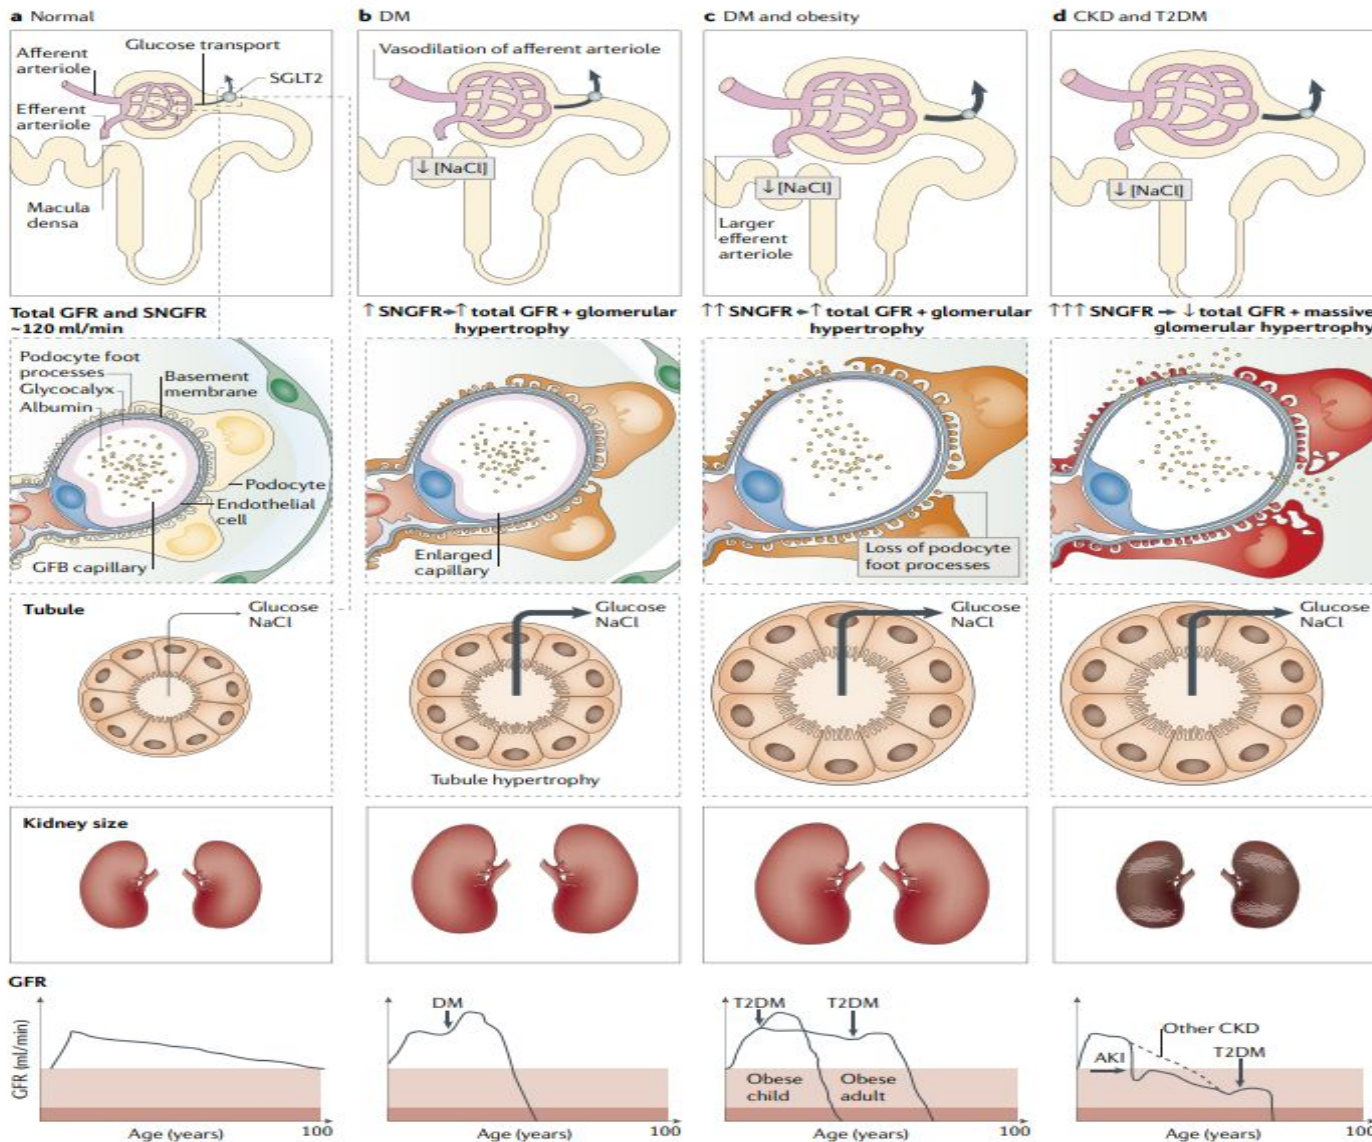 a Normal
b DM
c DM and obesity
d CKD and T2DM
Afferent
arteriole
Glucose transport
SGLT2
Efferent
arteriole
Macula
densa
Vasodilation of afferent arteriole
↓ [NaCl]
↓ [NaCl]
Larger
efferent
arteriole
↓ [NaCl]
Total GFR and SNGFR
~120 ml/min
↑ SNGFR → ↑ total GFR + glomerular
hypertrophy
↑↑ SNGFR → ↑ total GFR + glomerular
hypertrophy
↑↑↑ SNGFR → ↓ total GFR + massive
glomerular hypertrophy
Podocyte foot
processes
Glycocalyx
Albumin
Basement
membrane
Podocyte
Endothelial
cell
GFB capillary
Enlarged
capillary
Loss of podocyte
foot processes
Tubule
Glucose
NaCl
Glucose
NaCl
Tubule hypertrophy
Glucose
NaCl
Glucose
NaCl
Kidney size
GFR
GFR (ml/min)
Age (years)
100
DM
Age (years)
100
T2DM
T2DM
Obese
child
Obese
adult
Age (years)
100
AKI
Other CKD
T2DM
Age (years)
100